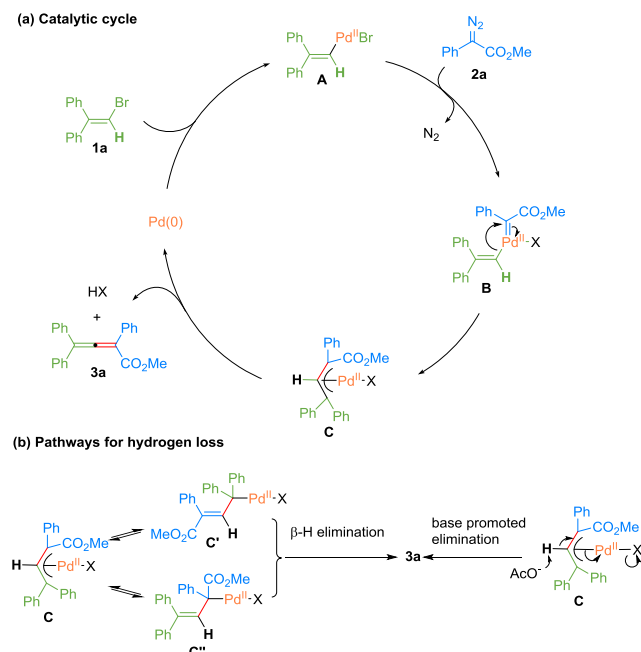 (a) Catalytic cycle
Ph
Pd^II Br
Ph
H
A
N2
Ph
CO2Me
2a
N2
Br
Ph
Ph
H
1a
Pd(0)
Ph
CO2Me
Pd^II-X
Ph
Ph
H
B
HX
+
Ph
Ph
Ph
CO2Me
3a
Ph
CO2Me
H
Pd^II-X
Ph
Ph
C
(b) Pathways for hydrogen loss
Ph
Ph
Pd^II-X
Ph
MeO2C
H
C'
Ph
CO2Me
H
Pd^II-X
Ph
Ph
C
CO2Me
Ph
Ph
Pd^II-X
Ph
H
C''
β-H elimination
3a
base promoted
elimination
Ph
CO2Me
H
Pd^II-X
AcO-
Ph
Ph
C